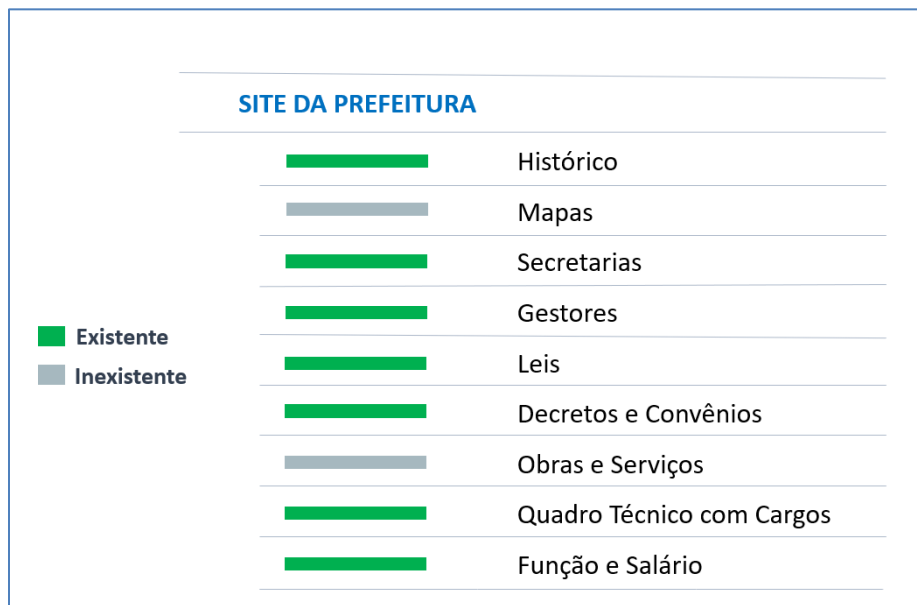 SITE DA PREFEITURA
Histórico
Mapas
Secretarias
Gestores
Existente
Leis
Inexistente
Decretos e Convênios
Obras e Serviços
Quadro Técnico com Cargos
Função e Salário